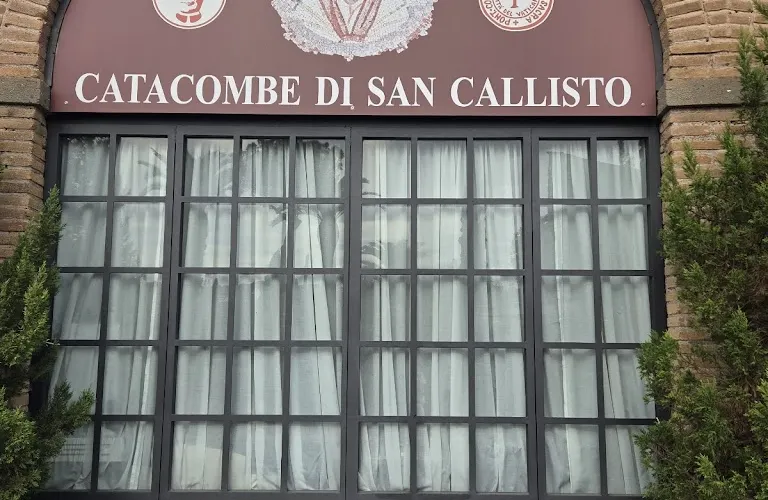 CATACOMBE DI SAN CALLISTO